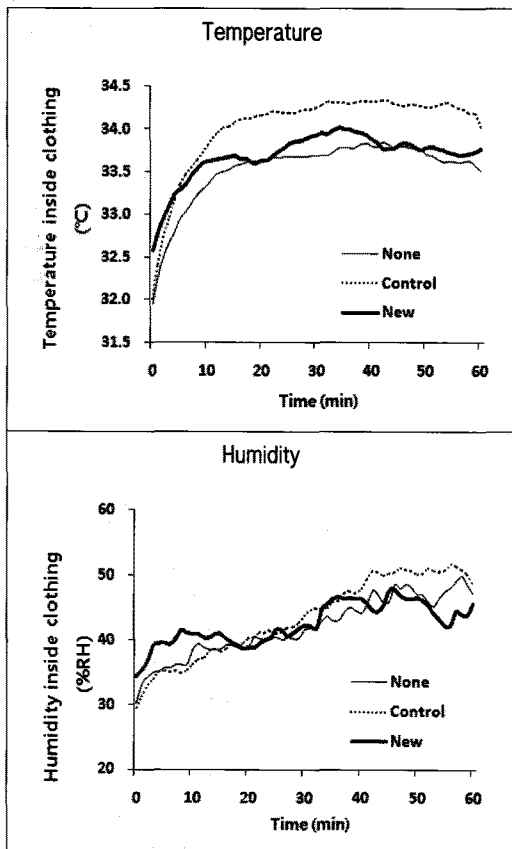 Temperature
Temperature inside clothing
(℃)
34.5
34.0
33.5
33.0
32.5
32.0
31.5
None
Control
New
0 10 20 30 40 50 60
Time (min)
Humidity
Humidity inside clothing
(%RH)
60
50
40
30
20
None
Control
New
0 10 20 30 40 50 60
Time (min)